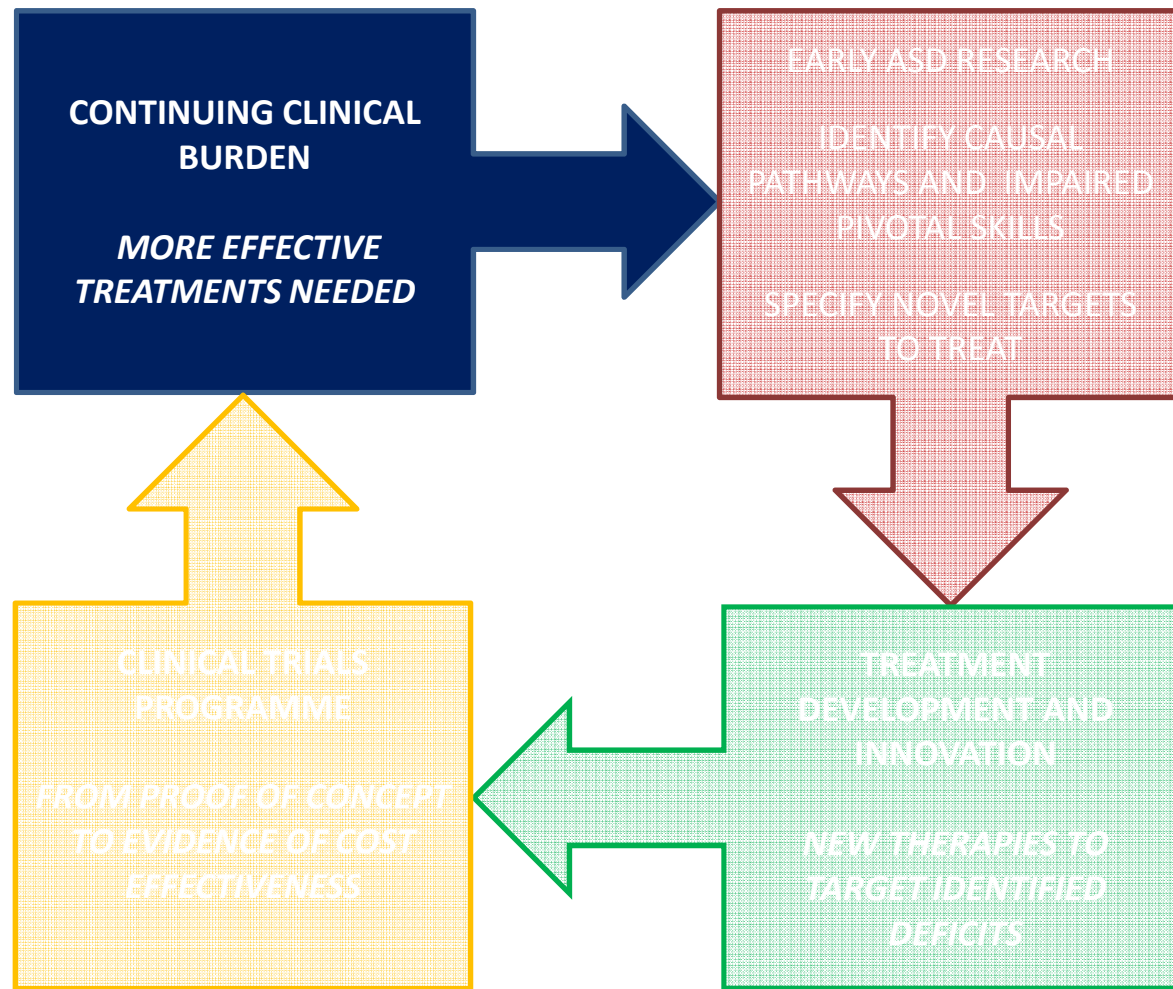 CONTINUING CLINICAL
BURDEN
MORE EFFECTIVE
TREATMENTS NEEDED
EARLY ASD RESEARCH
IDENTIFY CAUSAL
PATHWAYS AND IMPAIRED
PIVOTAL SKILLS
SPECIFY NOVEL TARGETS
TO TREAT
CLINICAL TRIALS
PROGRAMME
FROM PROOF OF CONCEPT
TO EVIDENCE OF COST
EFFECTIVENESS
TREATMENT
DEVELOPMENT AND
INNOVATION
NEW THERAPIES TO
TARGET IDENTIFIED
DEFICITS